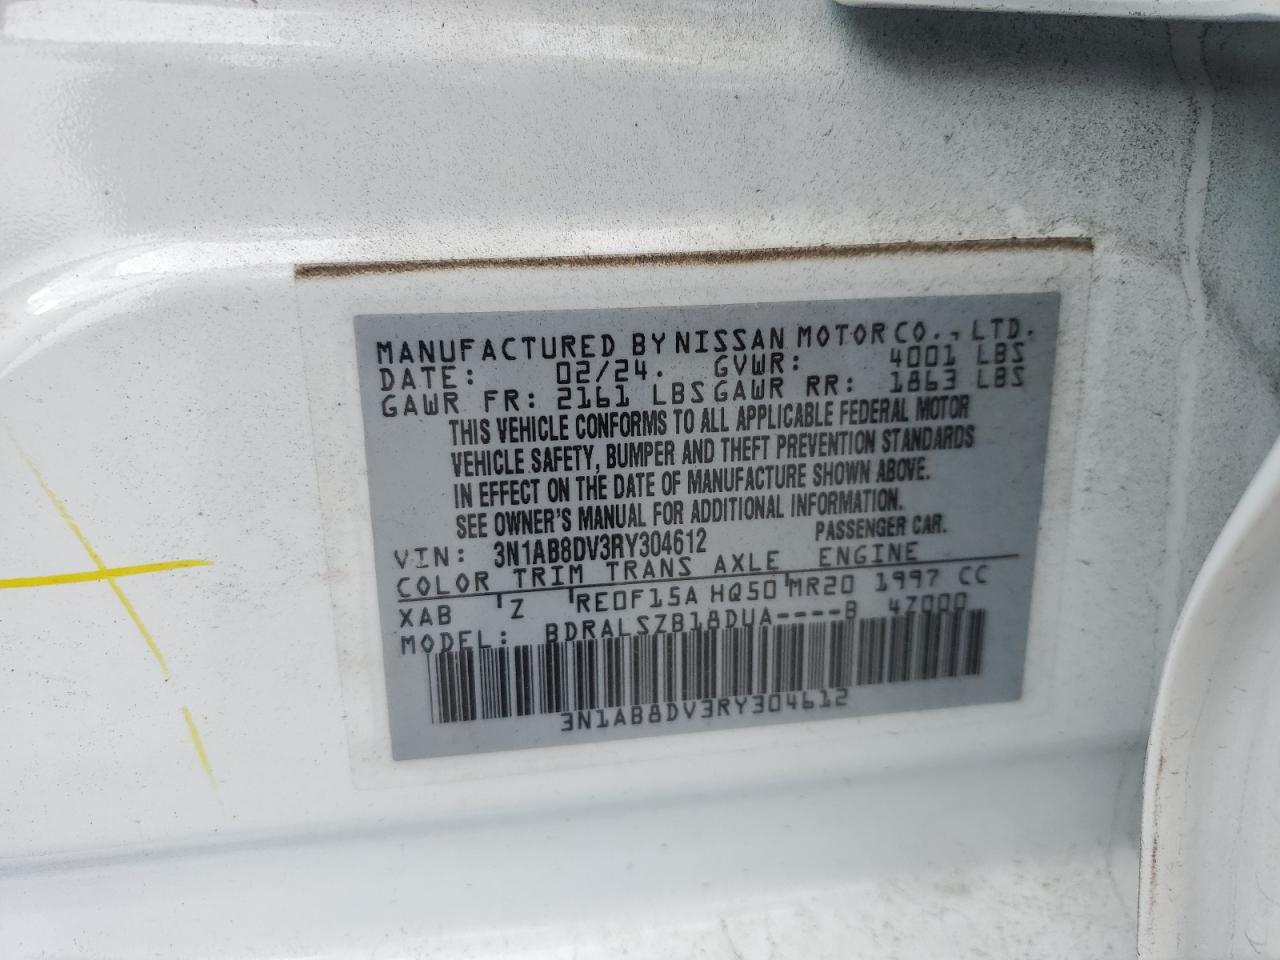 MANUFACTURED BY NISSAN MOTOR CO., LTD.
DATE: 02/24. GVWR: 4001 LBS
GAWR FR: 2161 LBS GAWR RR: 1863 LBS
THIS VEHICLE CONFORMS TO ALL APPLICABLE FEDERAL MOTOR
VEHICLE SAFETY, BUMPER AND THEFT PREVENTION STANDARDS
IN EFFECT ON THE DATE OF MANUFACTURE SHOWN ABOVE.
SEE OWNER'S MANUAL FOR ADDITIONAL INFORMATION.
VIN: 3N1AB8DV3RY304612 PASSENGER CAR.
COLOR TRIM TRANS AXLE ENGINE
XAB Z RE0F15A HQ50 MR20 1997 CC
MODEL: BDRALSZB18DUA----B 47000
3N1AB8DV3RY304612